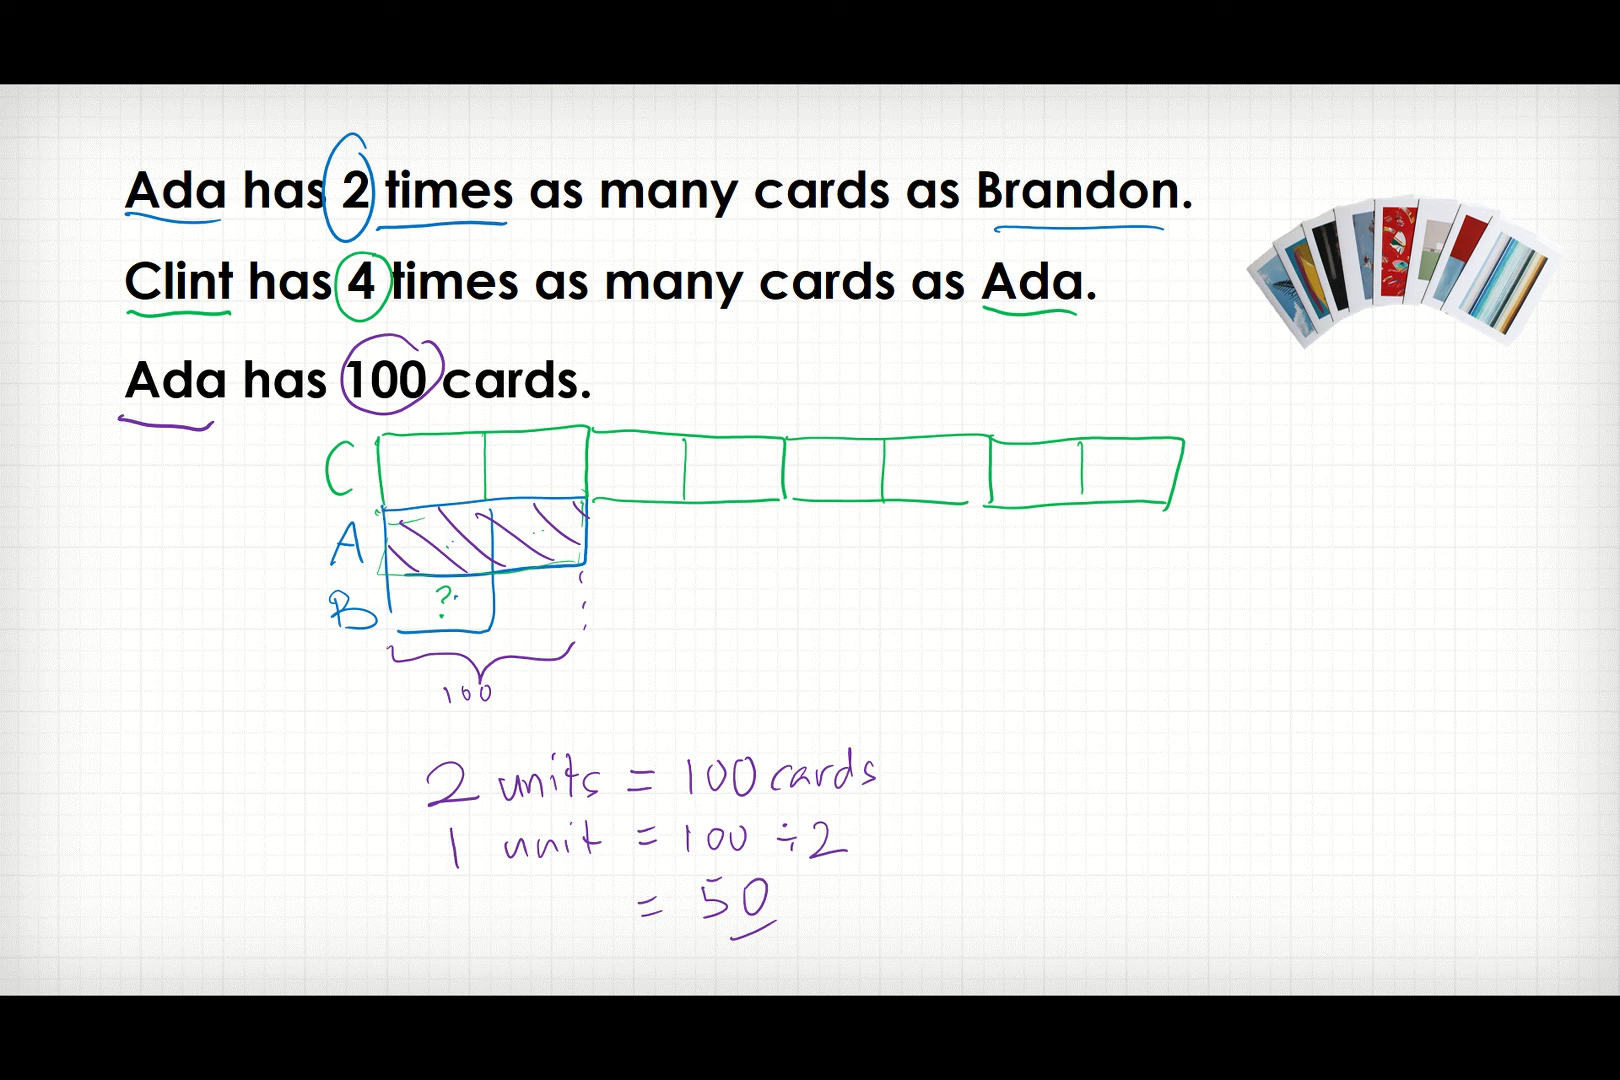 Ada has 2 times as many cards as Brandon.
Clint has 4 times as many cards as Ada.
Ada has 100 cards.
C
A
B ?
100
2 units = 100 cards
1 unit = 100 ÷ 2
= 50